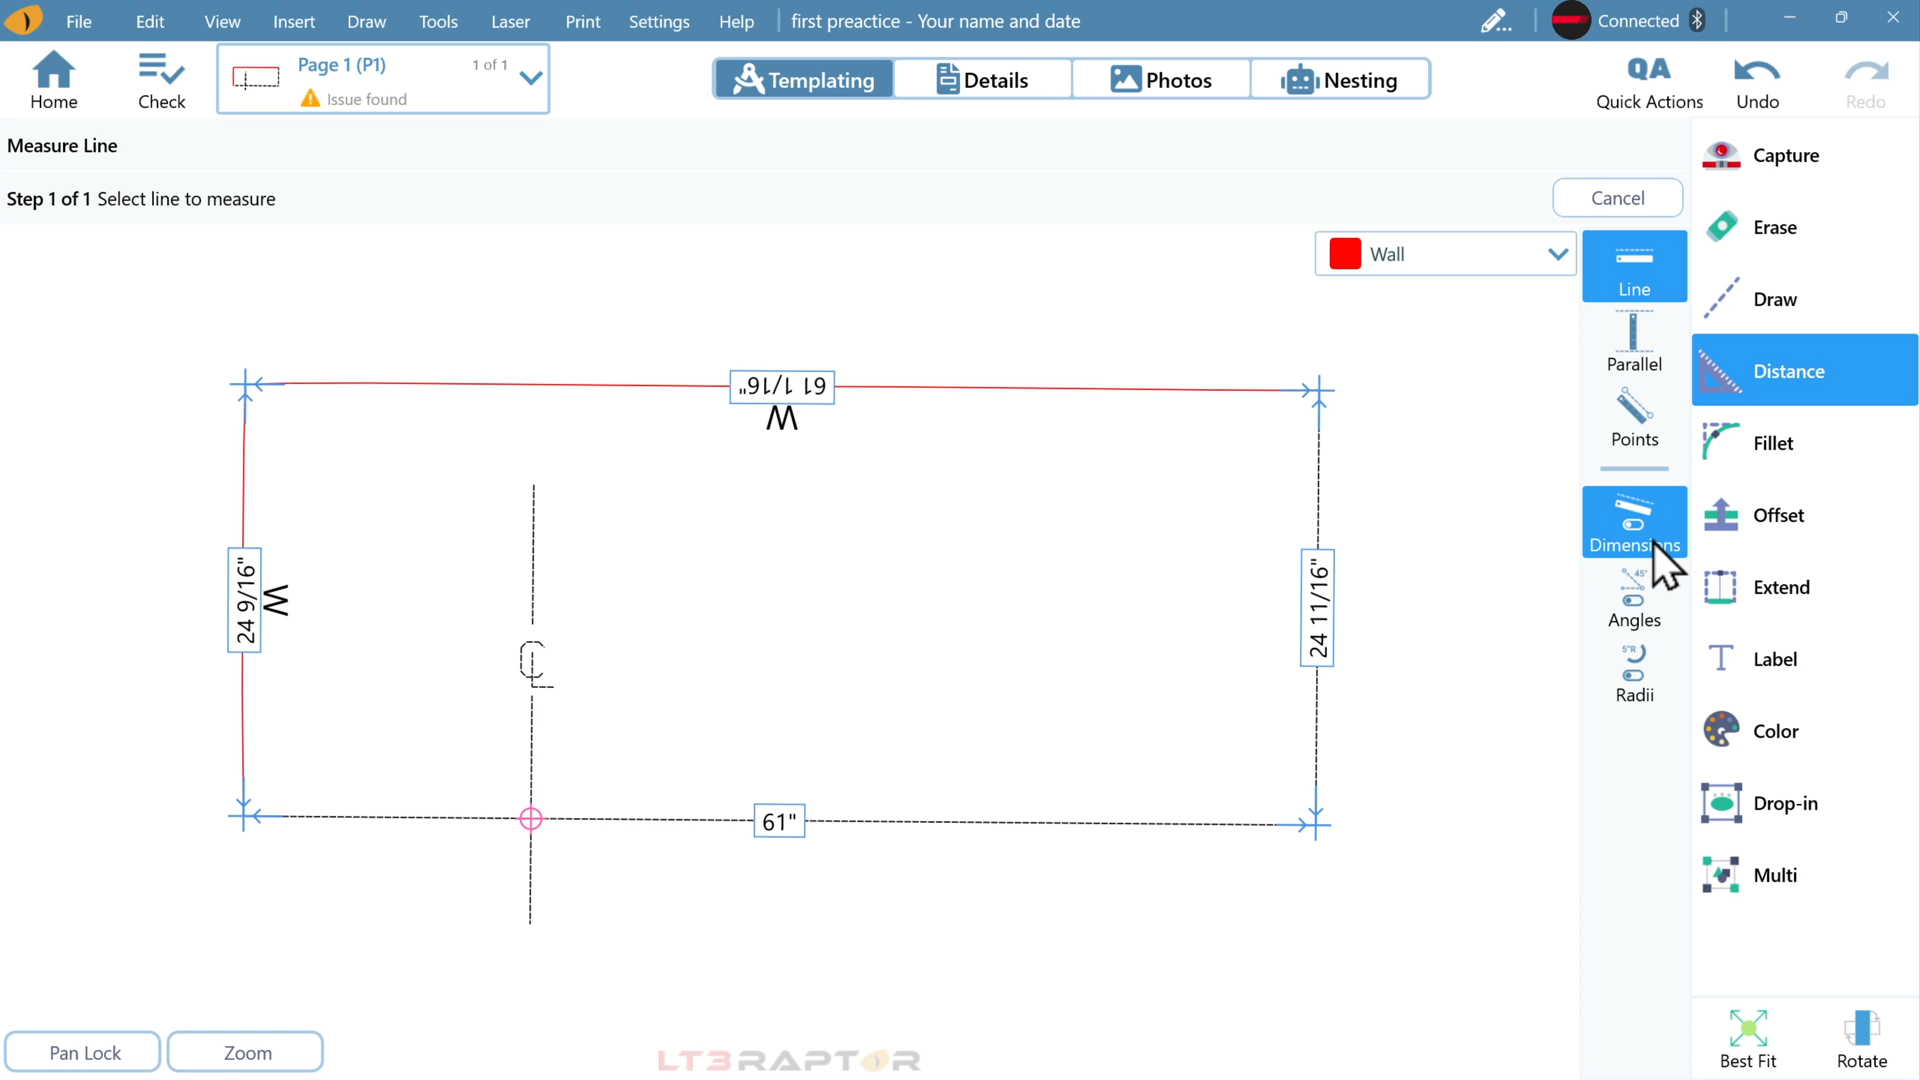 File Edit View Insert Draw Tools Laser Print Settings Help first preactice - Your name and date Connected
Home
Check
Page 1 (P1) 1 of 1
Issue found
Templating Details Photos Nesting
QA
Quick Actions
Undo
Redo
Measure Line
Step 1 of 1 Select line to measure
Cancel
Wall
61 1/16"
W
24 9/16"
W
24 11/16"
61"
CL
Line
Parallel
Points
Dimensions
45°
Angles
5"R
Radii
Capture
Erase
Draw
Distance
Fillet
Offset
Extend
Label
Color
Drop-in
Multi
Pan Lock
Zoom
LT3RAPTOR
Best Fit
Rotate